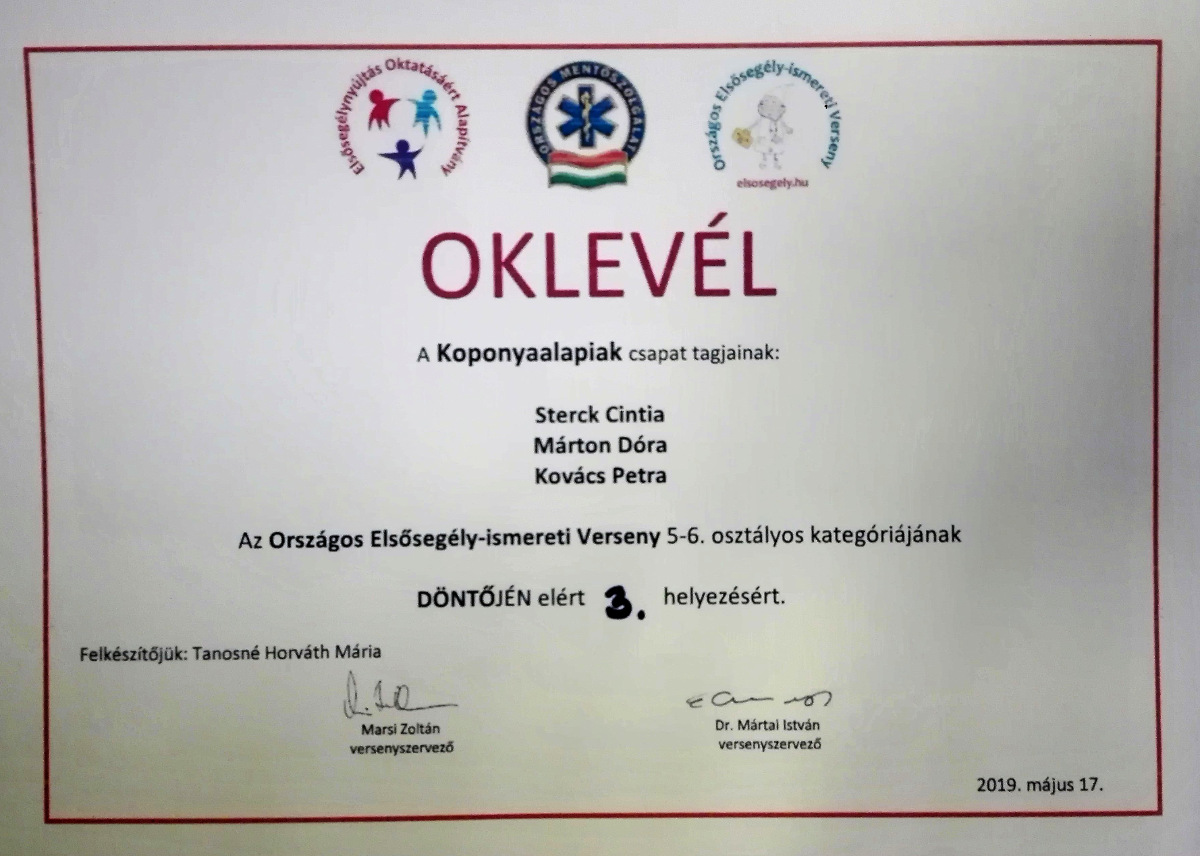 Elsősegélynyújtás Oktatásáért Alapítvány
ORSZÁGOS MENTŐSZOLGÁLAT
Országos Elsősegély-ismereti Verseny
elsosegely.hu
OKLEVÉL
A Koponyaalapiak csapat tagjainak:
Sterck Cintia
Márton Dóra
Kovács Petra
Az Országos Elsősegély-ismereti Verseny 5-6. osztályos kategóriájának
DÖNTŐJÉN elért 3. helyezésért.
Felkészítőjük: Tanosné Horváth Mária
Marsi Zoltán
versenyszervező
Dr. Mártai István
versenyszervező
2019. május 17.